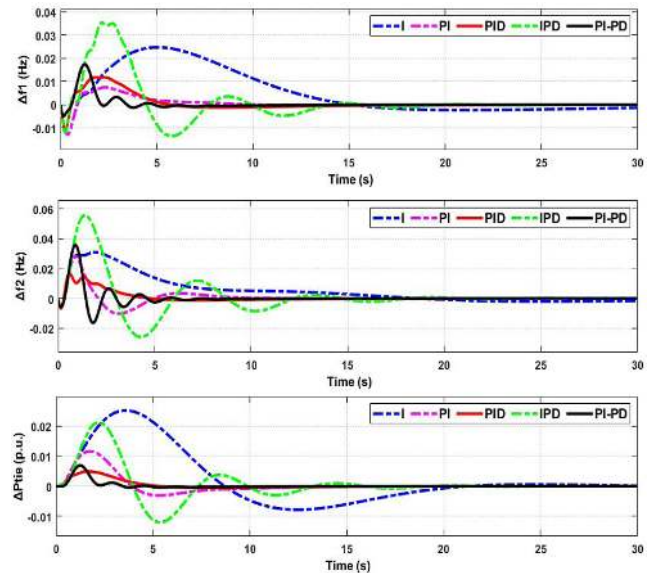 0.04
0.03
0.02
0.01
0
-0.01
Δf1 (Hz)
I PI PID IPD PI-PD
0 5 10 15 20 25 30
Time (s)
0.06
0.04
0.02
0
-0.02
Δf2 (Hz)
I PI PID IPD PI-PD
0 5 10 15 20 25 30
Time (s)
0.02
0.01
0
-0.01
ΔPtie (p.u.)
I PI PID IPD PI-PD
0 5 10 15 20 25 30
Time (s)